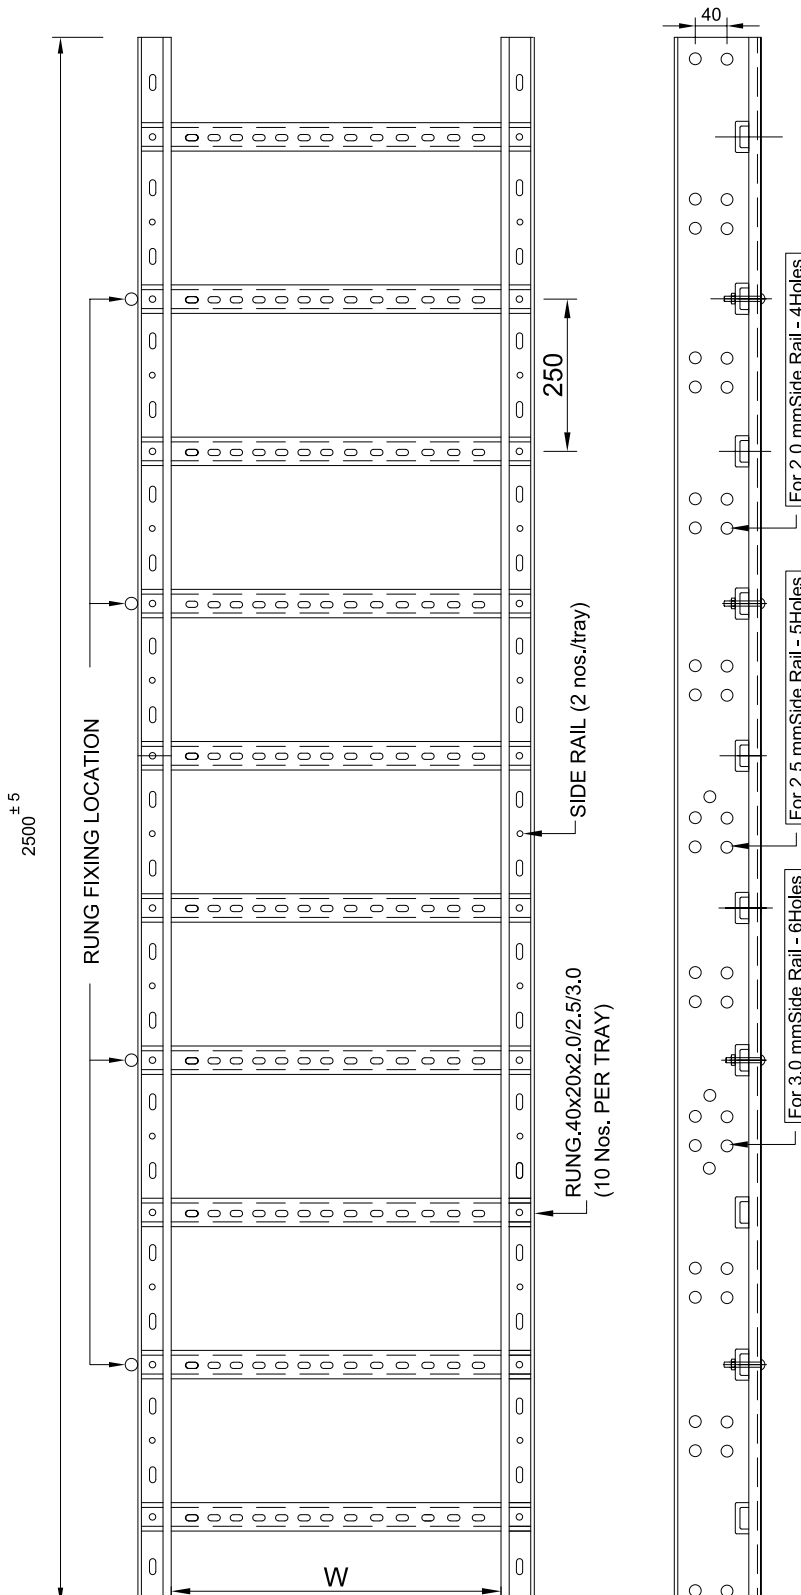 40
250
For 2.0 mmSide Rail - 4Holes
For 2.5 mmSide Rail - 5Holes
SIDE RAIL (2 nos./tray)
RUNG FIXING LOCATION
2500 ± 5
For 3.0 mmSide Rail - 6Holes
RUNG.40x20x2.0/2.5/3.0
(10 Nos. PER TRAY)
W